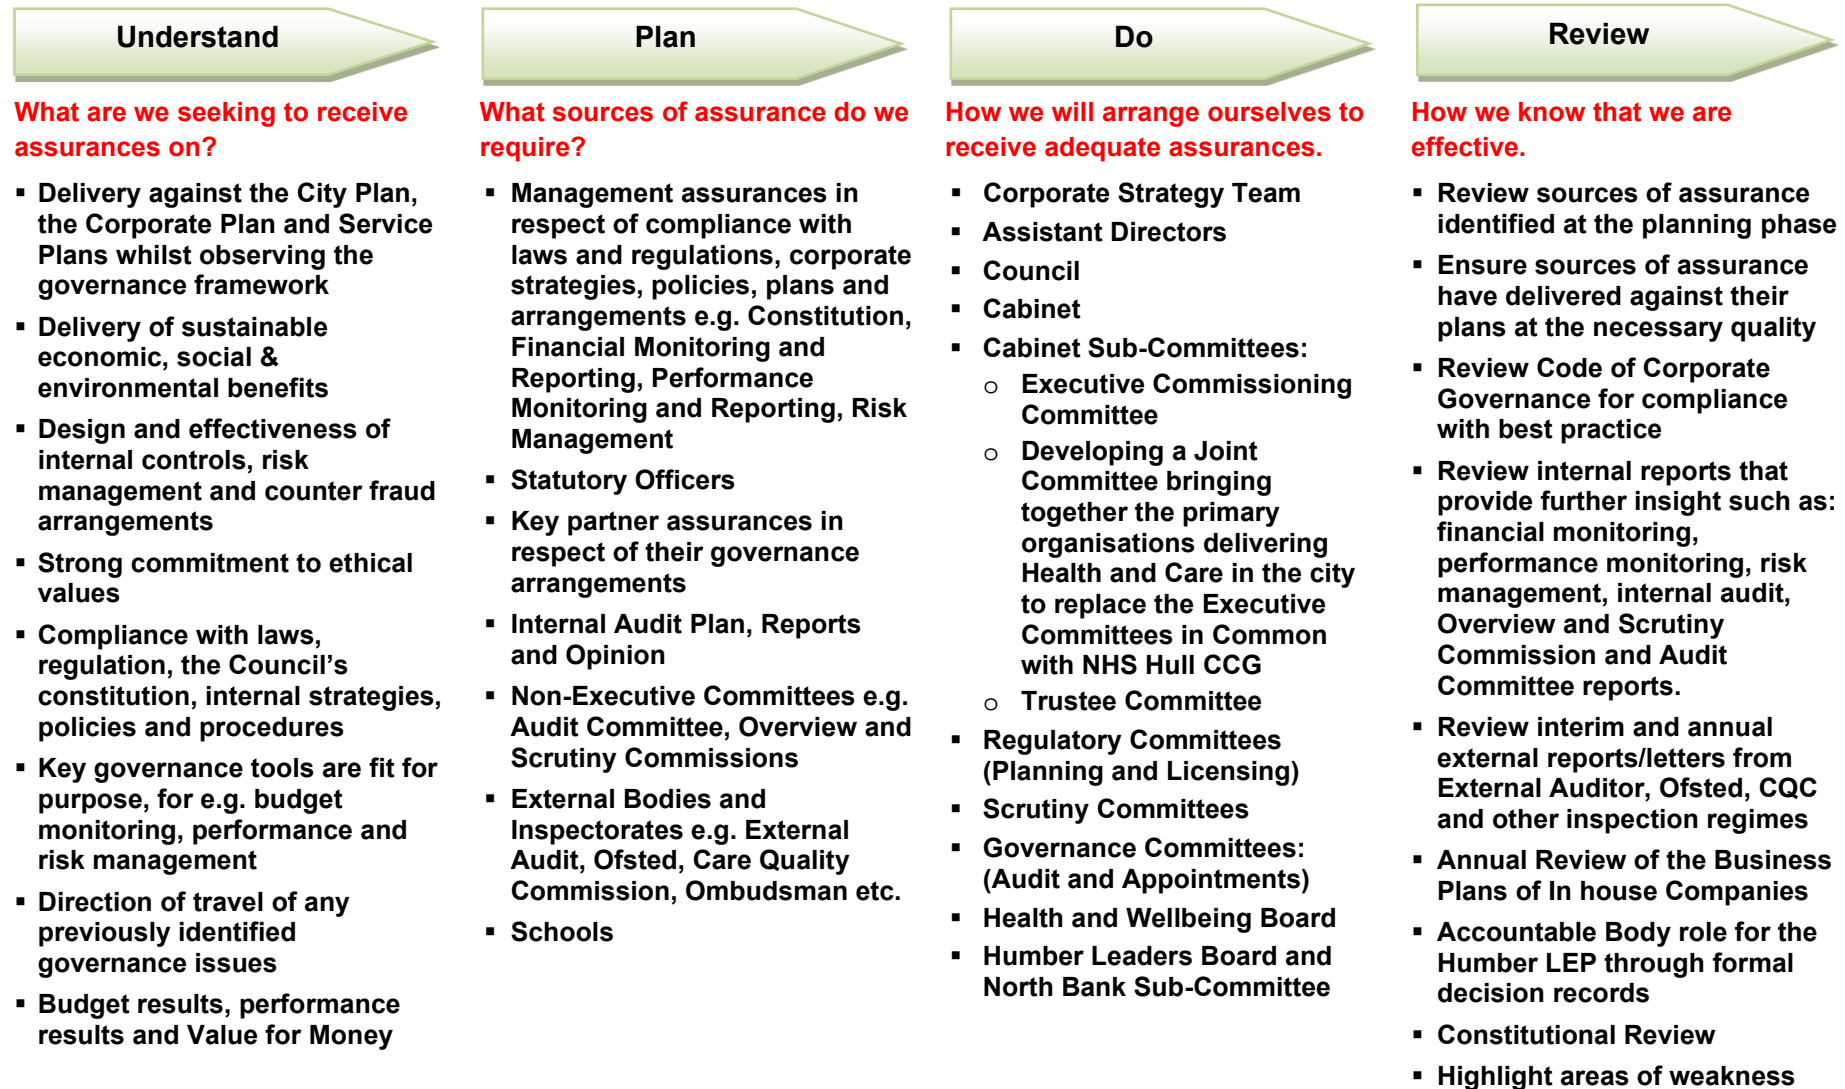 Understand
What are we seeking to receive
assurances on?
▪ Delivery against the City Plan,
the Corporate Plan and Service
Plans whilst observing the
governance framework
▪ Delivery of sustainable
economic, social &
environmental benefits
▪ Design and effectiveness of
internal controls, risk
management and counter fraud
arrangements
▪ Strong commitment to ethical
values
▪ Compliance with laws,
regulation, the Council’s
constitution, internal strategies,
policies and procedures
▪ Key governance tools are fit for
purpose, for e.g. budget
monitoring, performance and
risk management
▪ Direction of travel of any
previously identified
governance issues
▪ Budget results, performance
results and Value for Money
Plan
What sources of assurance do we
require?
▪ Management assurances in
respect of compliance with
laws and regulations, corporate
strategies, policies, plans and
arrangements e.g. Constitution,
Financial Monitoring and
Reporting, Performance
Monitoring and Reporting, Risk
Management
▪ Statutory Officers
▪ Key partner assurances in
respect of their governance
arrangements
▪ Internal Audit Plan, Reports
and Opinion
▪ Non-Executive Committees e.g.
Audit Committee, Overview and
Scrutiny Commissions
▪ External Bodies and
Inspectorates e.g. External
Audit, Ofsted, Care Quality
Commission, Ombudsman etc.
▪ Schools
Do
How we will arrange ourselves to
receive adequate assurances.
▪ Corporate Strategy Team
▪ Assistant Directors
▪ Council
▪ Cabinet
▪ Cabinet Sub-Committees:
o Executive Commissioning
Committee
o Developing a Joint
Committee bringing
together the primary
organisations delivering
Health and Care in the city
to replace the Executive
Committees in Common
with NHS Hull CCG
o Trustee Committee
▪ Regulatory Committees
(Planning and Licensing)
▪ Scrutiny Committees
▪ Governance Committees:
(Audit and Appointments)
▪ Health and Wellbeing Board
▪ Humber Leaders Board and
North Bank Sub-Committee
Review
How we know that we are
effective.
▪ Review sources of assurance
identified at the planning phase
▪ Ensure sources of assurance
have delivered against their
plans at the necessary quality
▪ Review Code of Corporate
Governance for compliance
with best practice
▪ Review internal reports that
provide further insight such as:
financial monitoring,
performance monitoring, risk
management, internal audit,
Overview and Scrutiny
Commission and Audit
Committee reports.
▪ Review interim and annual
external reports/letters from
External Auditor, Ofsted, CQC
and other inspection regimes
▪ Annual Review of the Business
Plans of In house Companies
▪ Accountable Body role for the
Humber LEP through formal
decision records
▪ Constitutional Review
▪ Highlight areas of weakness